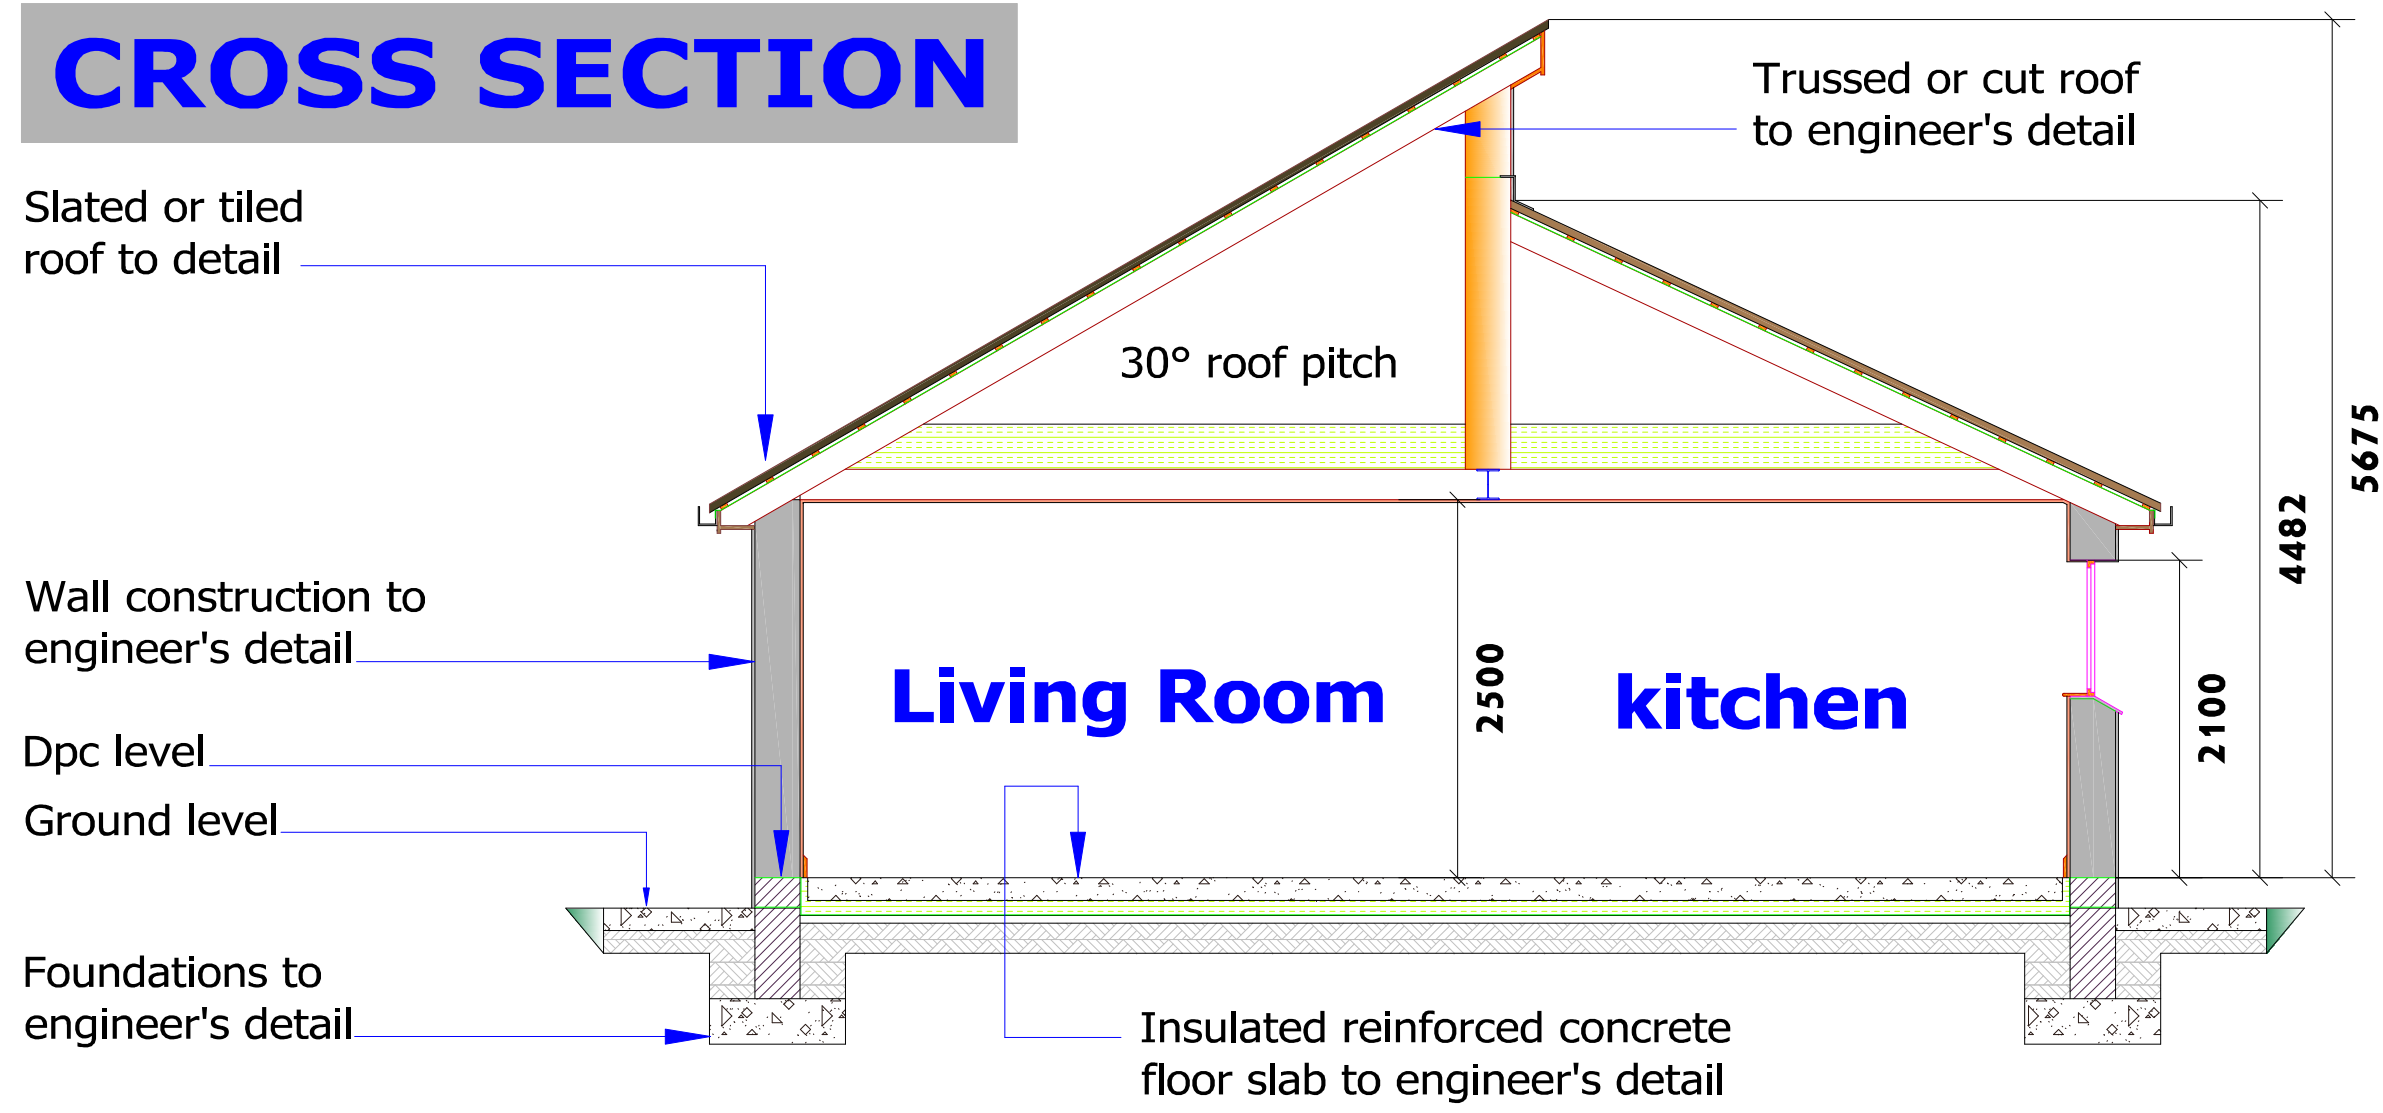 CROSS SECTION
Trussed or cut roof
to engineer's detail
Slated or tiled
roof to detail
30° roof pitch
5675
4482
Wall construction to
engineer's detail
Living Room
kitchen
2500
2100
Dpc level
Ground level
Foundations to
engineer's detail
Insulated reinforced concrete
floor slab to engineer's detail